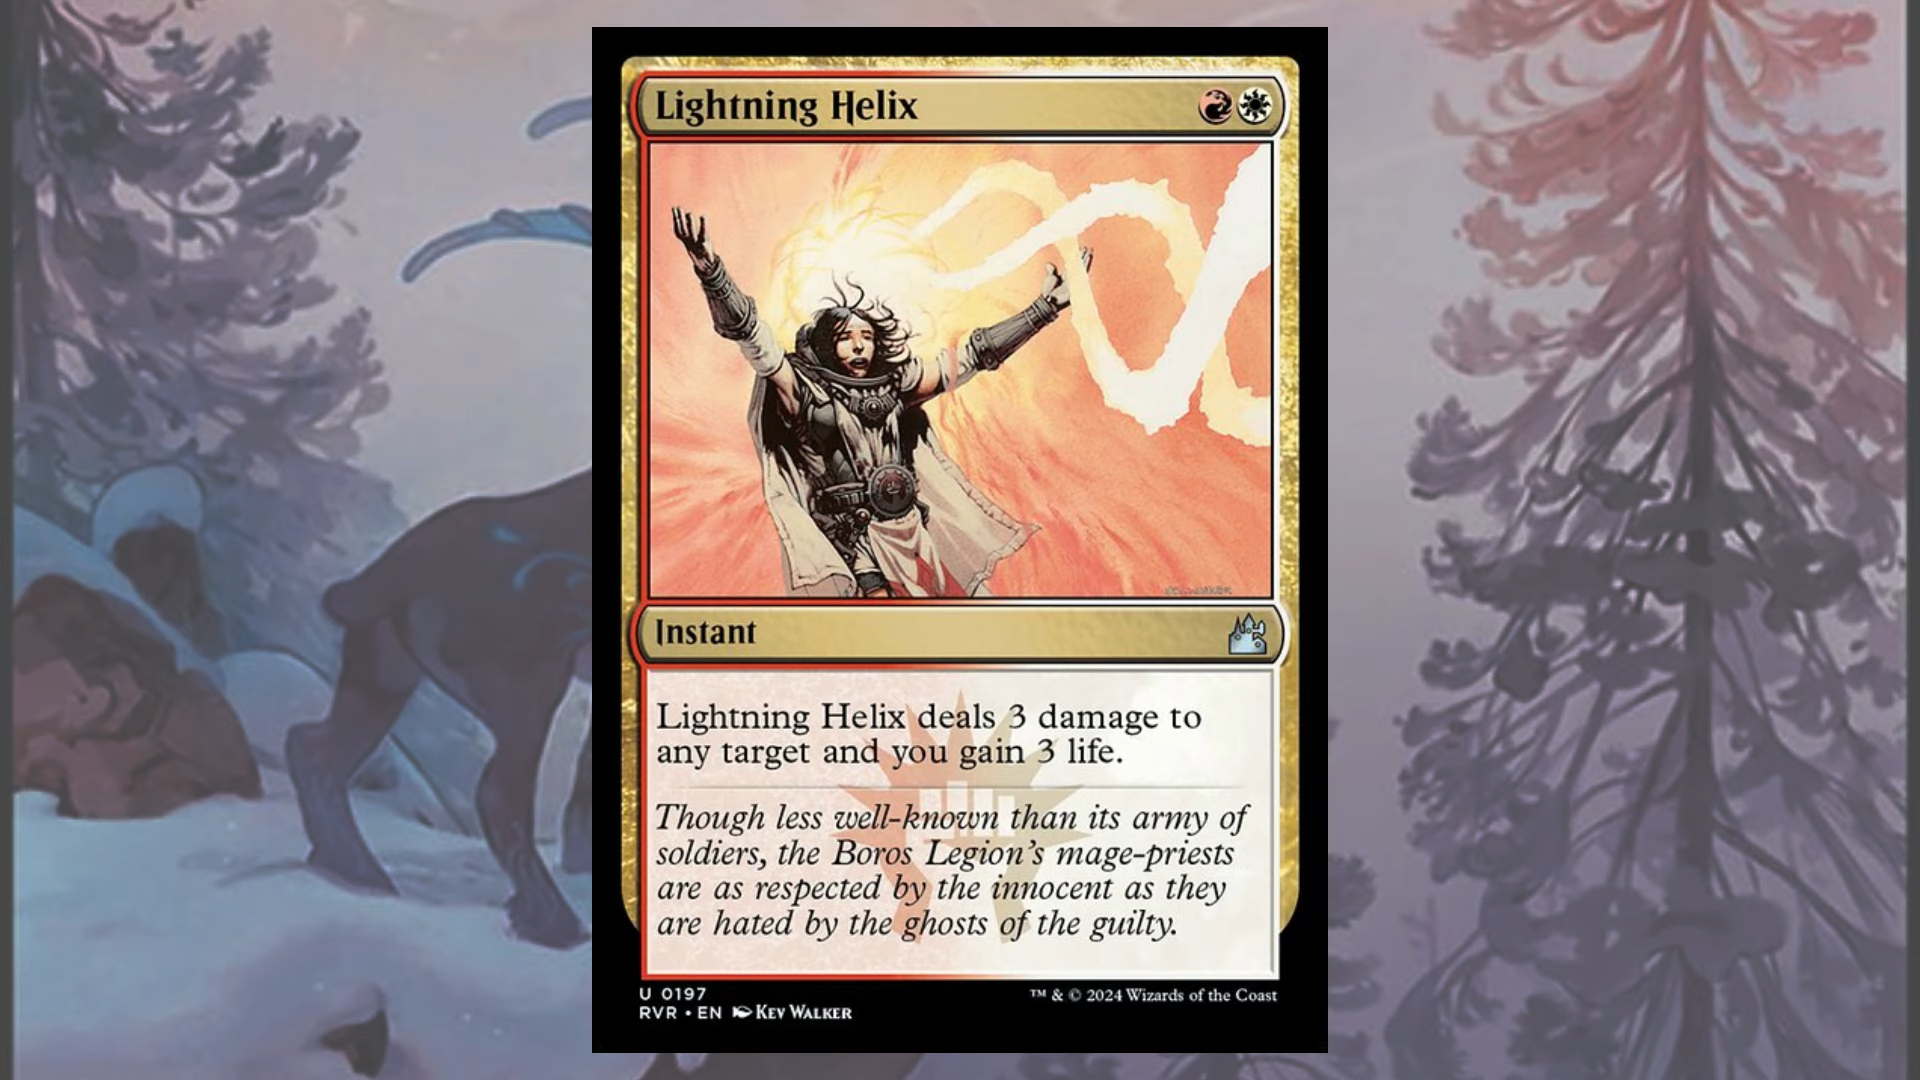 Lightning Helix
Instant
Lightning Helix deals 3 damage to
any target and you gain 3 life.
Though less well-known than its army of
soldiers, the Boros Legion's mage-priests
are as respected by the innocent as they
are hated by the ghosts of the guilty.
U 0197
™ & © 2024 Wizards of the Coast
RVR • EN Kev Walker